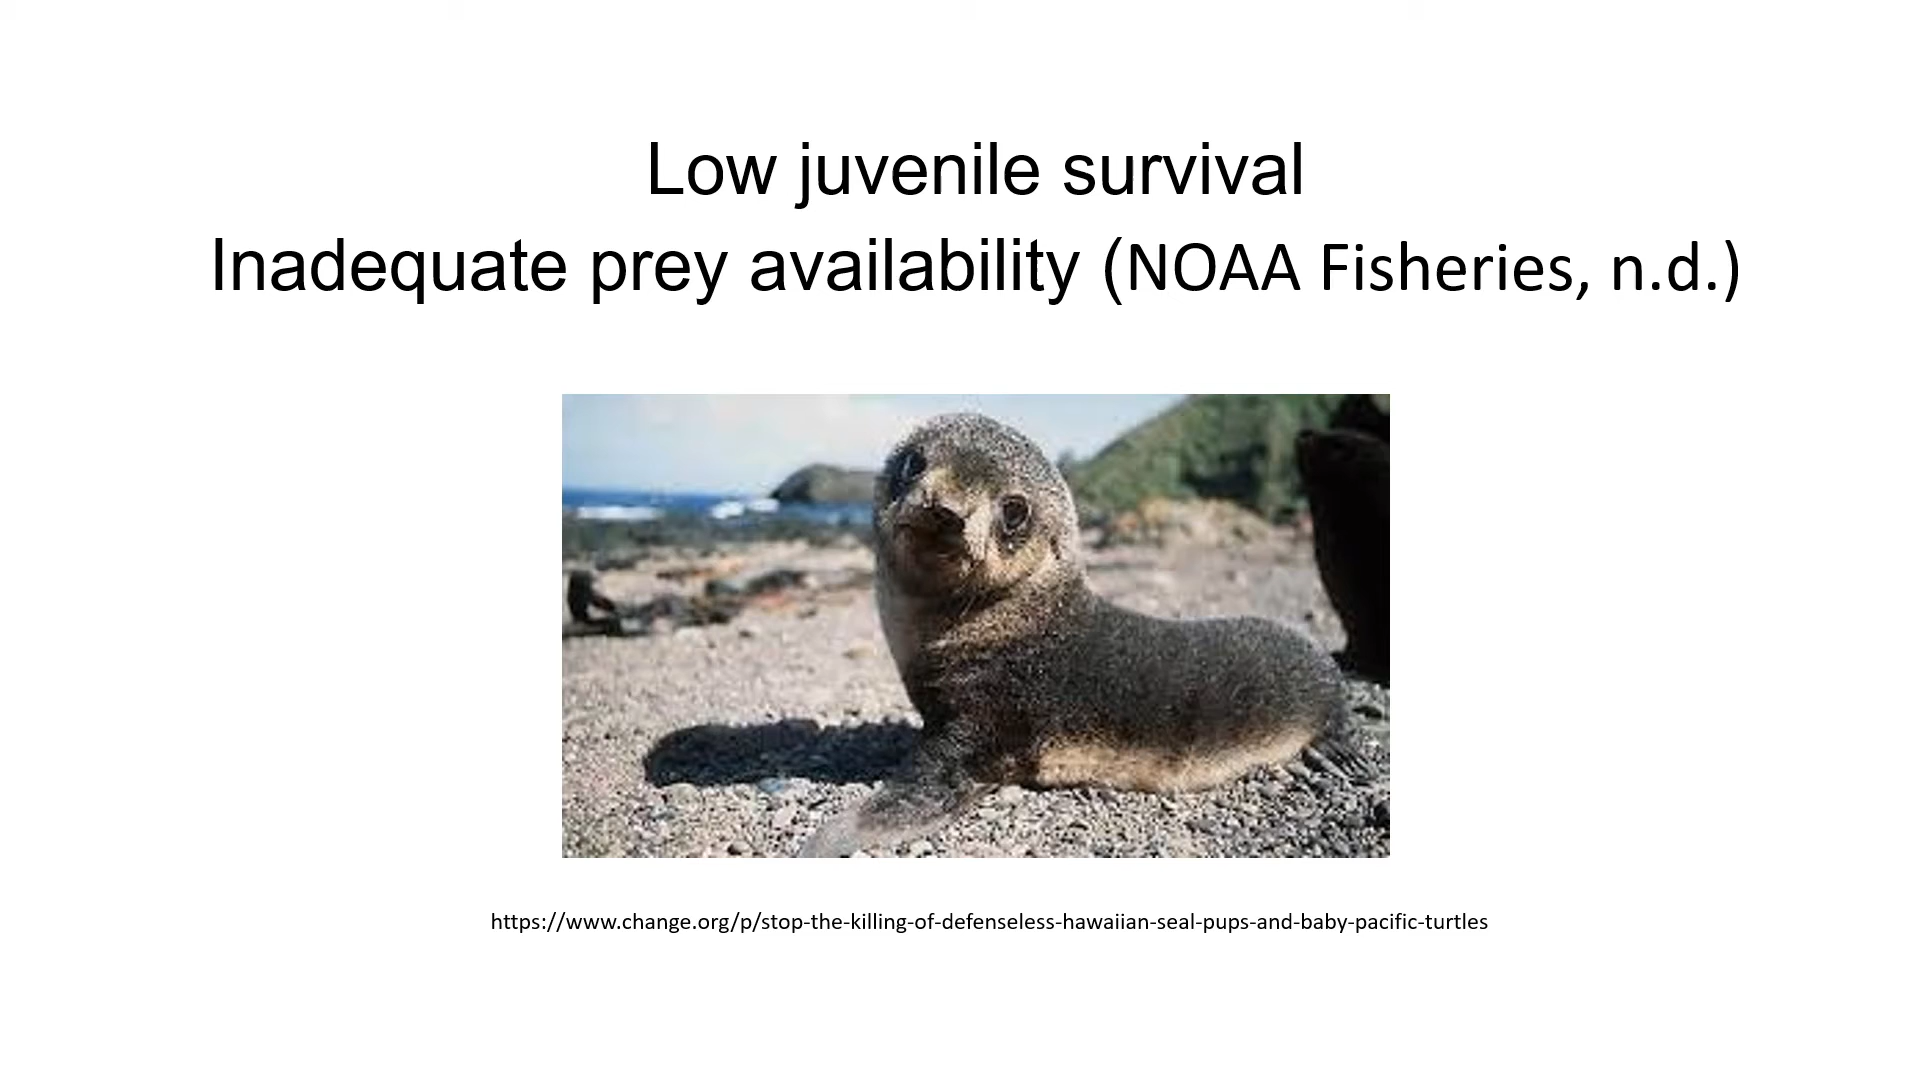 Low juvenile survival
Inadequate prey availability (NOAA Fisheries, n.d.)
https://www.change.org/p/stop-the-killing-of-defenseless-hawaiian-seal-pups-and-baby-pacific-turtles